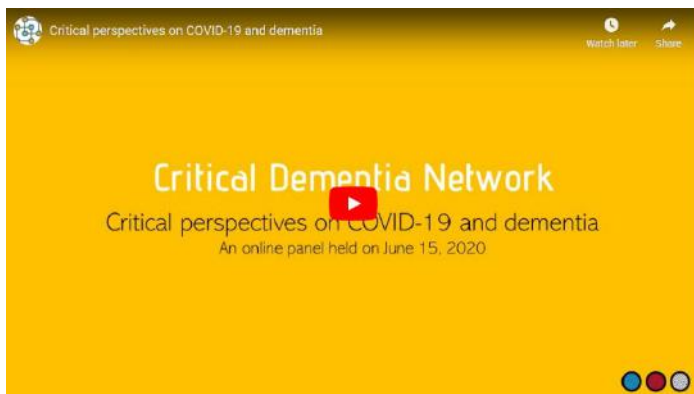 Critical perspectives on COVID-19 and dementia
Watch later
Share
Critical Dementia Network
Critical perspectives on COVID-19 and dementia
An online panel held on June 15, 2020